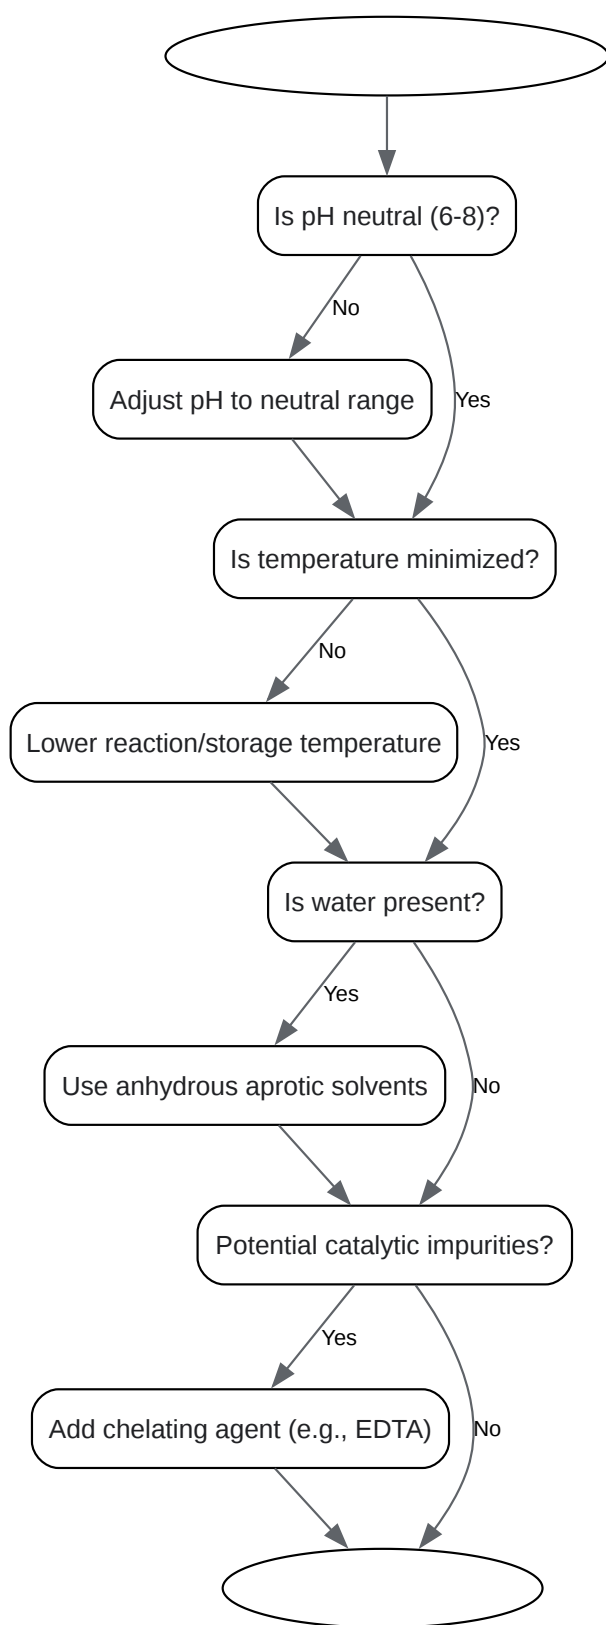 Is pH neutral (6-8)?
No
Adjust pH to neutral range
Yes
Is temperature minimized?
No
Lower reaction/storage temperature
Yes
Is water present?
Yes
Use anhydrous aprotic solvents
No
Potential catalytic impurities?
Yes
Add chelating agent (e.g., EDTA)
No